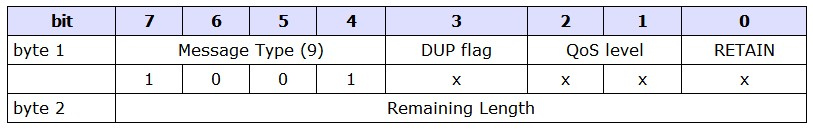 bit 7 6 5 4 3 2 1 0
byte 1 Message Type (9) DUP flag QoS level RETAIN
1 0 0 1 x x x x
byte 2 Remaining Length